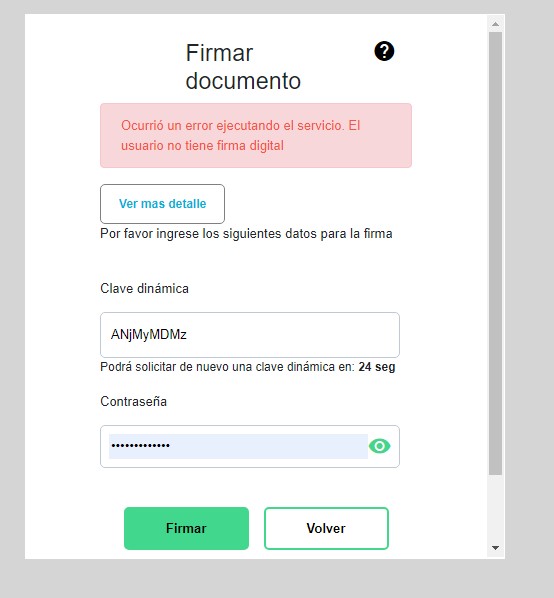 Firmar
documento
Ocurrió un error ejecutando el servicio. El
usuario no tiene firma digital
Ver mas detalle
Por favor ingrese los siguientes datos para la firma
Clave dinámica
ANjMyMDMz
Podrá solicitar de nuevo una clave dinámica en: 24 seg
Contraseña
•••••••••••••
Firmar
Volver